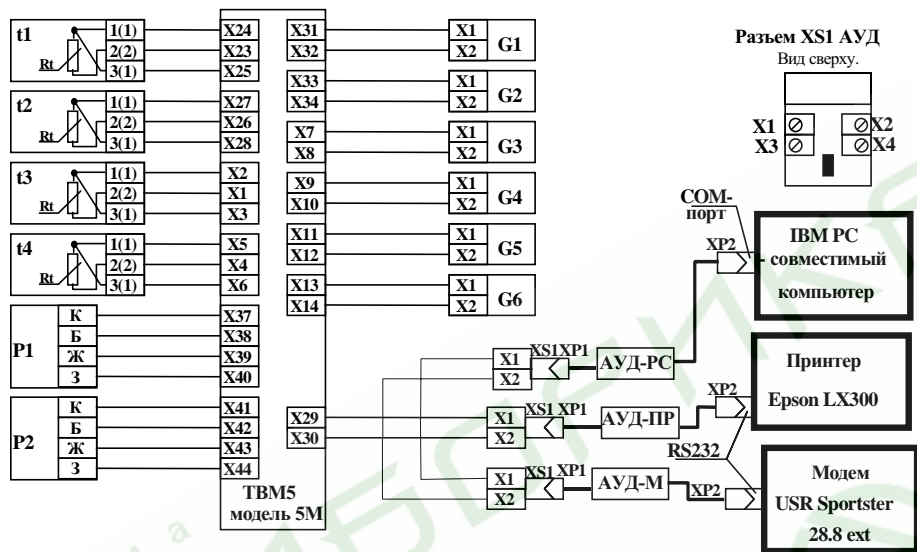 t1
Rt
1(1)
2(2)
3(1)
X24
X23
X25
t2
Rt
1(1)
2(2)
3(1)
X27
X26
X28
t3
Rt
1(1)
2(2)
3(1)
X2
X1
X3
t4
Rt
1(1)
2(2)
3(1)
X5
X4
X6
P1
К
Б
Ж
З
X37
X38
X39
X40
P2
К
Б
Ж
З
X41
X42
X43
X44
ТВМ5
модель 5М
X31
X32
X1
X2
G1
X33
X34
X1
X2
G2
X7
X8
X1
X2
G3
X9
X10
X1
X2
G4
X11
X12
X1
X2
G5
X13
X14
X1
X2
G6
X29
X30
Разъем XS1 АУД
Вид сверху.
X1
X2
X3
X4
X1
X2
XS1
XP1
АУД-РС
XP2
COM-
порт
IBM PC
- совместимый
компьютер
X1
X2
XS1
XP1
АУД-ПР
XP2
Принтер
Epson LX300
RS232
X1
X2
XS1
XP1
АУД-М
XP2
Модем
USR Sportster
28.8 ext